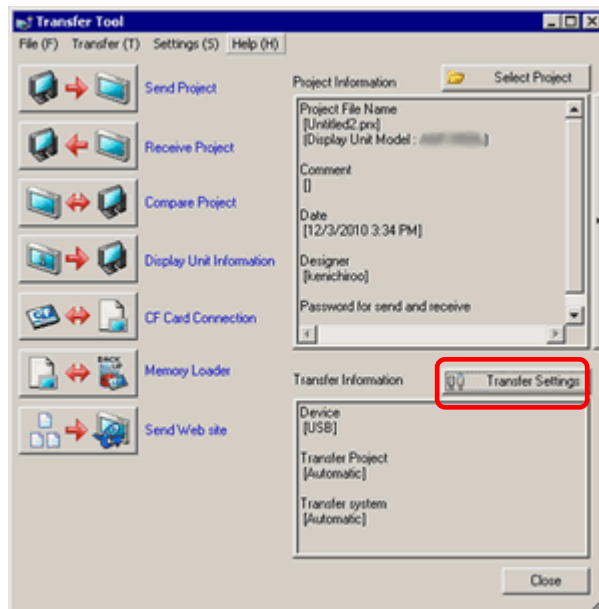 Transfer Tool
File (F) Transfer (T) Settings (S) Help (H)
Send Project
Receive Project
Compare Project
Display Unit Information
CF Card Connection
Memory Loader
Send Web site
Project Information
Select Project
Project File Name
[Untitled2.prx]
(Display Unit Model : )
Comment
[]
Date
[12/3/2010 3:34 PM]
Designer
[kenichiroo]
Password for send and receive
Transfer Information
Transfer Settings
Device
[USB]
Transfer Project
[Automatic]
Transfer system
[Automatic]
Close